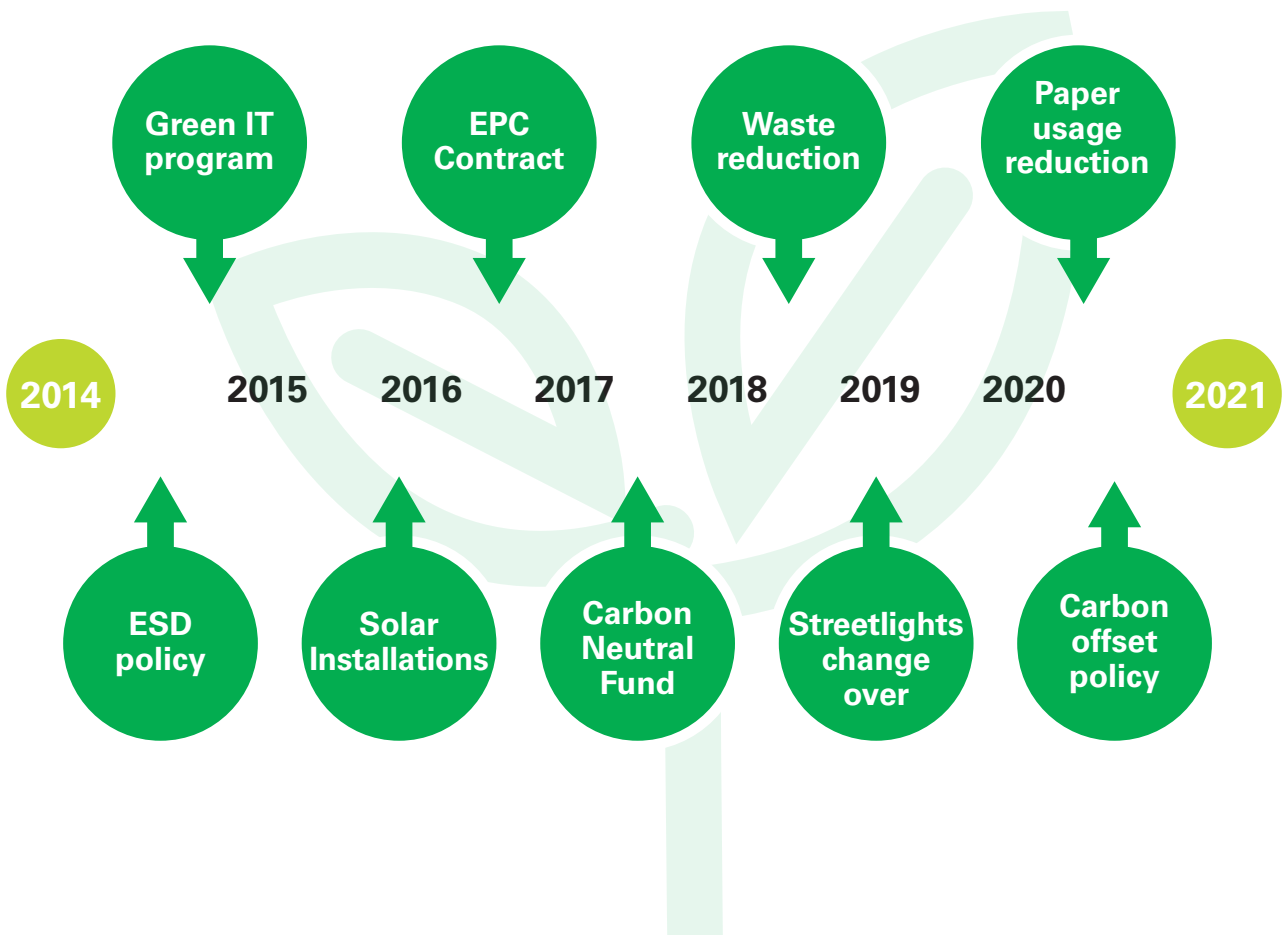 Green IT
program
EPC
Contract
Waste
reduction
Paper
usage
reduction
2014
2015
2016
2017
2018
2019
2020
2021
ESD
policy
Solar
Installations
Carbon
Neutral
Fund
Streetlights
change
over
Carbon
offset
policy